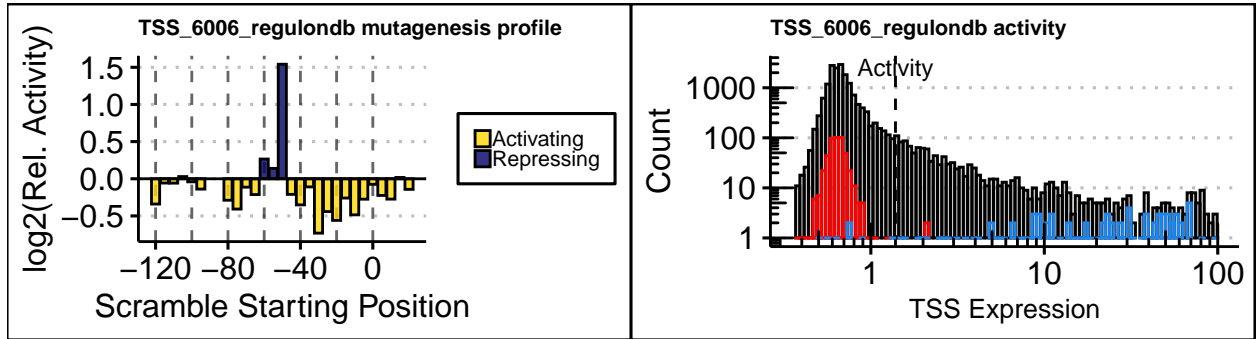 TSS_6006_regulondb mutagenesis profile
log2(Rel. Activity)
1.5
1.0
0.5
0.0
−0.5
−120
−80
−40
0
Scramble Starting Position
Activating
Repressing
TSS_6006_regulondb activity
Activity
Count
1000
100
10
1
1
10
100
TSS Expression